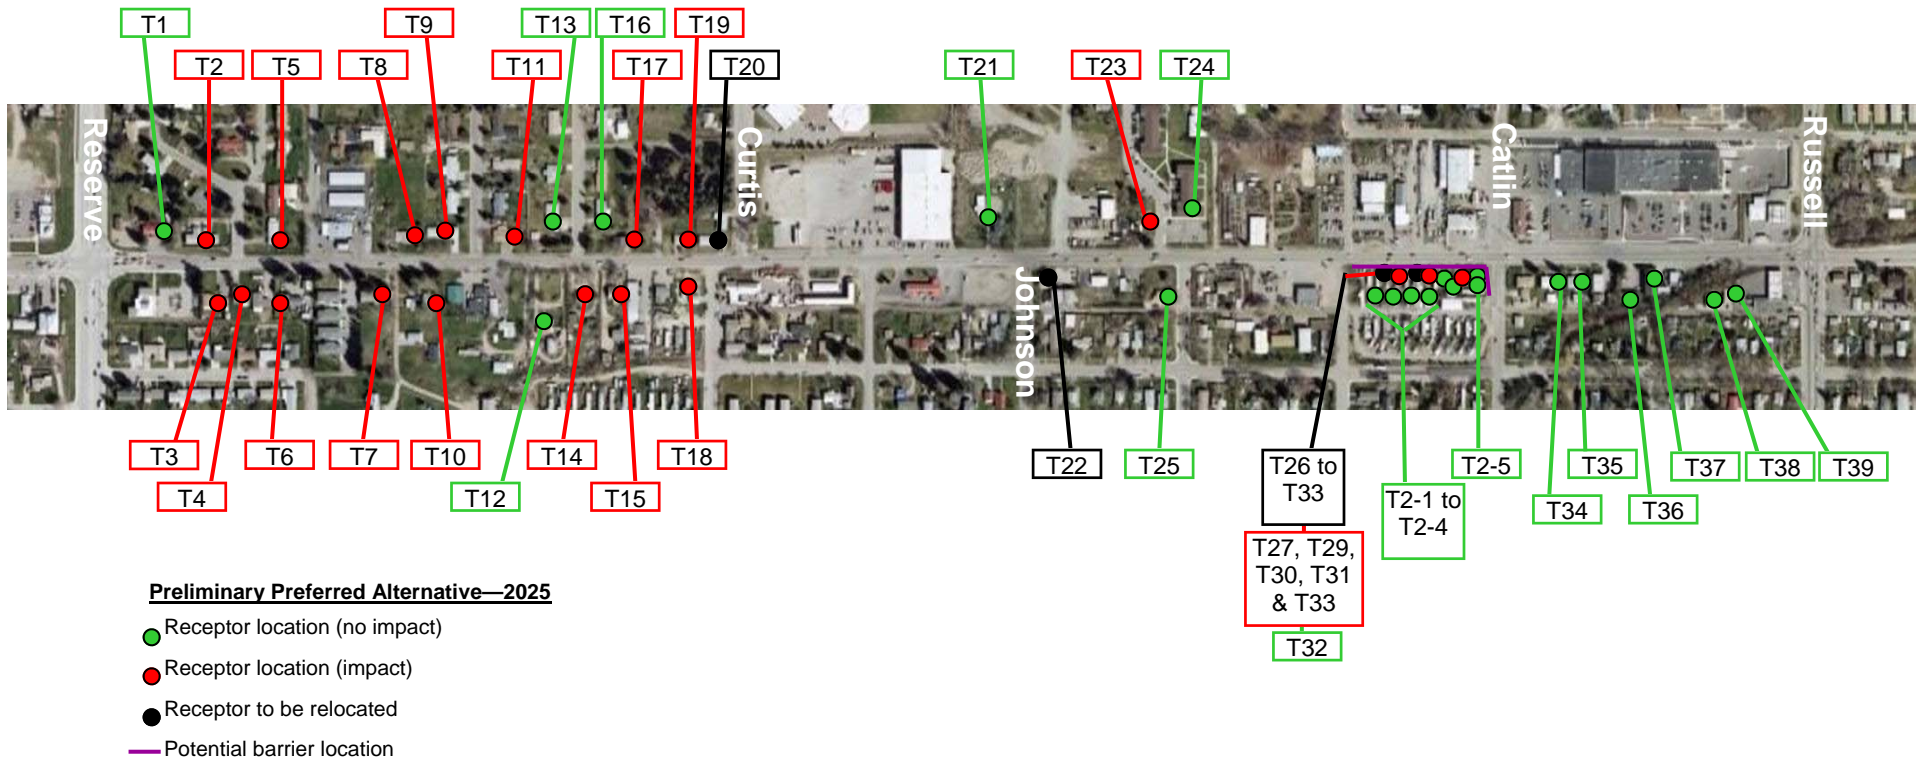 T1
T9
T13
T16
T19
T2
T5
T8
T11
T17
T20
T21
T23
T24
Reserve
Curtis
Johnson
Catlin
Russell
T3
T6
T7
T10
T14
T18
T22
T25
T26 to
T33
T2-5
T35
T37
T38
T39
T4
T12
T15
T2-1 to
T2-4
T34
T36
T27, T29,
T30, T31
& T33
T32
Preliminary Preferred Alternative—2025
Receptor location (no impact)
Receptor location (impact)
Receptor to be relocated
Potential barrier location